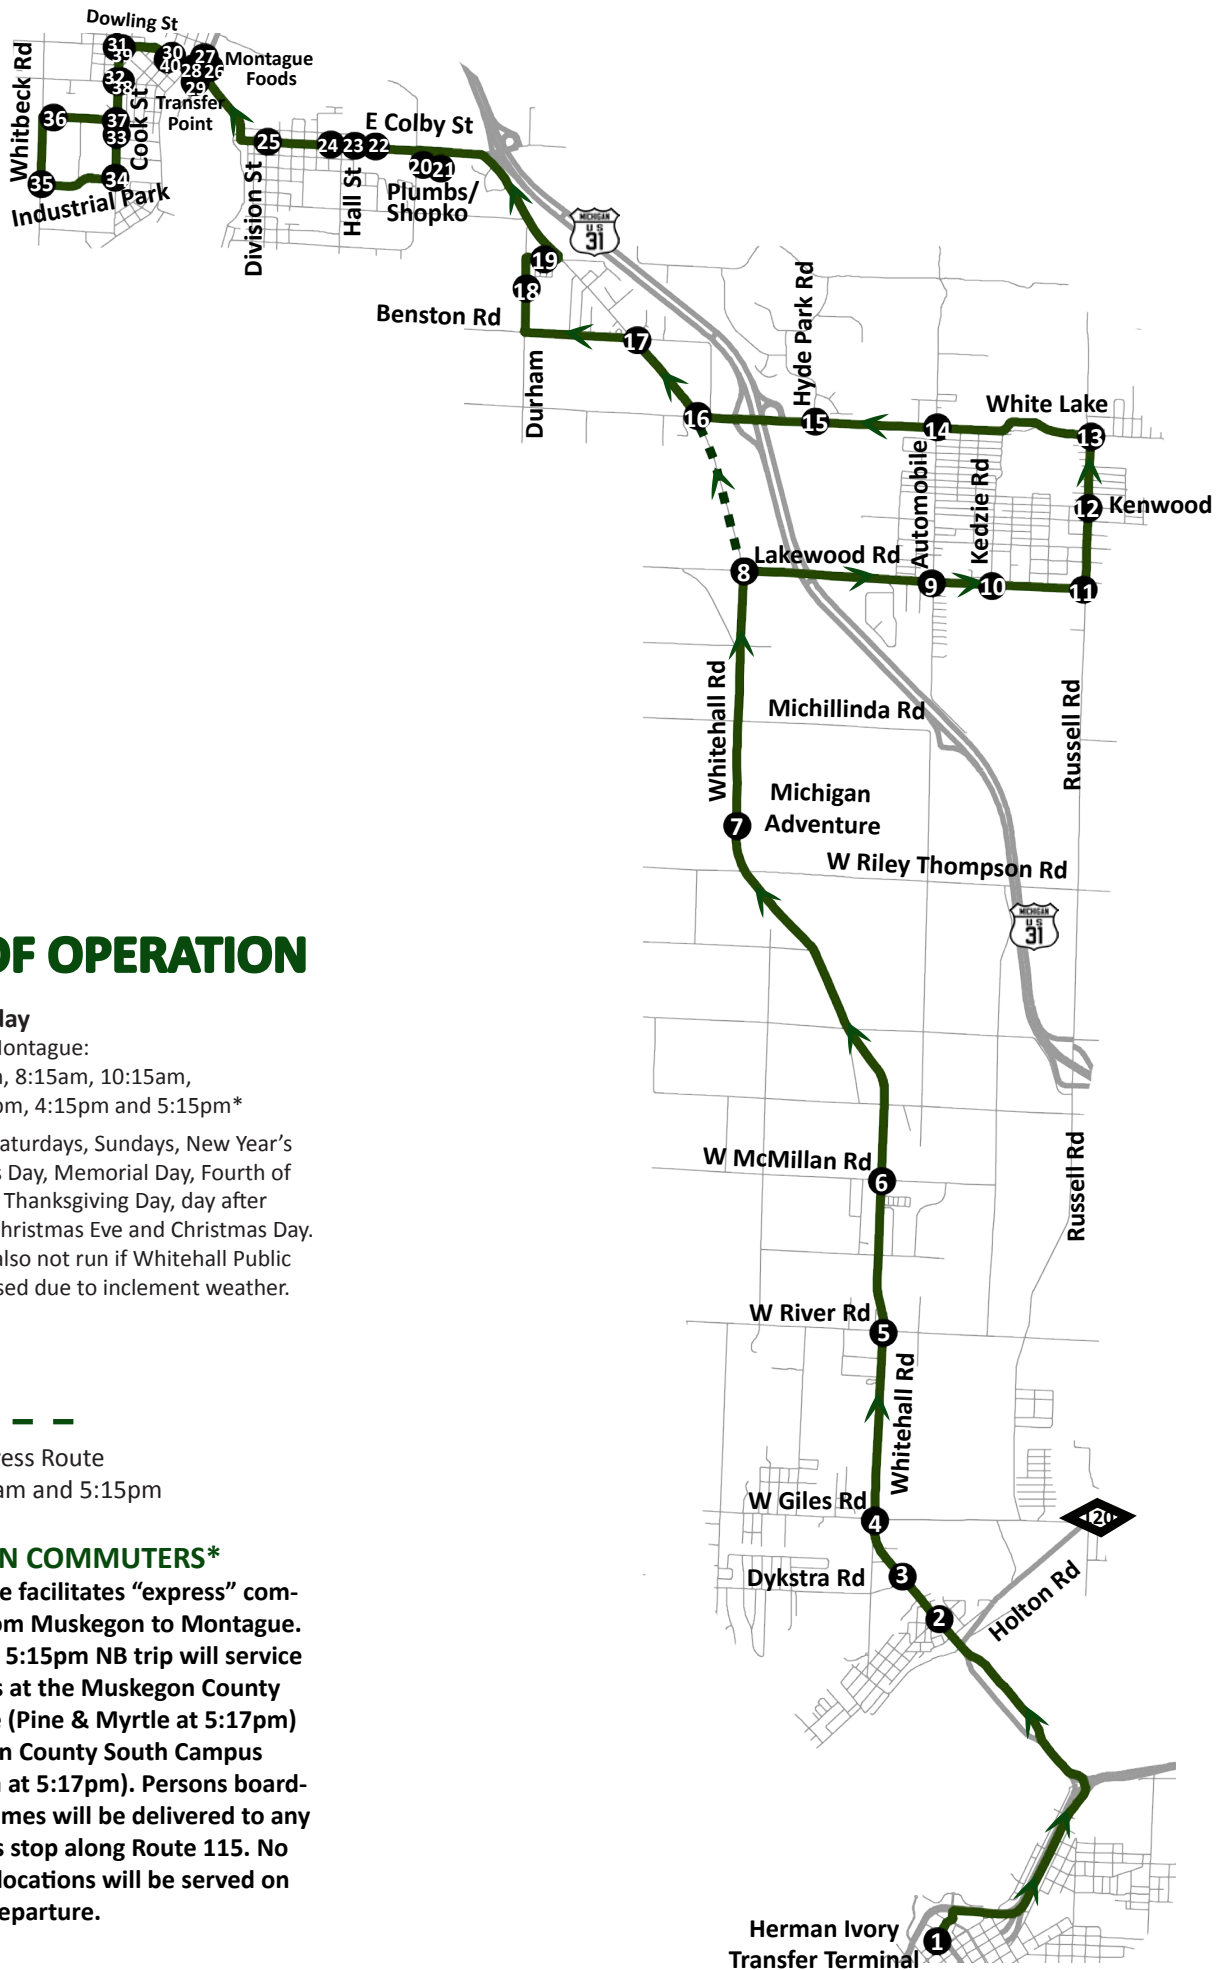 Dowling St
Whitbeck Rd
31
39
30
40
27
28
26
29
Montague
Foods
Transfer
Point
32
38
Cook St
36
37
33
35
34
Industrial Park
25
24
23
22
E Colby St
20
21
Plumbs/
Shopko
Division St
Hall St
MICHIGAN
US
31
19
18
Benston Rd
17
Durham
Hyde Park Rd
16
15
14
White Lake
13
Automobile
Kedzie Rd
12
Kenwood
8
Lakewood Rd
9
10
11
Whitehall Rd
Michillinda Rd
Russell Rd
7
Michigan
Adventure
W Riley Thompson Rd
MICHIGAN
US
31
OF OPERATION
day
Montague:
, 8:15am, 10:15am,
pm, 4:15pm and 5:15pm*
aturdays, Sundays, New Year's
s Day, Memorial Day, Fourth of
Thanksgiving Day, day after
hristmas Eve and Christmas Day.
also not run if Whitehall Public
sed due to inclement weather.
W McMillan Rd
6
Russell Rd
W River Rd
5
Whitehall Rd
ress Route
am and 5:15pm
W Giles Rd
4
120
Dykstra Rd
3
2
Holton Rd
N COMMUTERS*
e facilitates “express” com-
om Muskegon to Montague.
5:15pm NB trip will service
s at the Muskegon County
e (Pine & Myrtle at 5:17pm)
n County South Campus
at 5:17pm). Persons board-
mes will be delivered to any
s stop along Route 115. No
locations will be served on
eparture.
Herman Ivory
Transfer Terminal
1